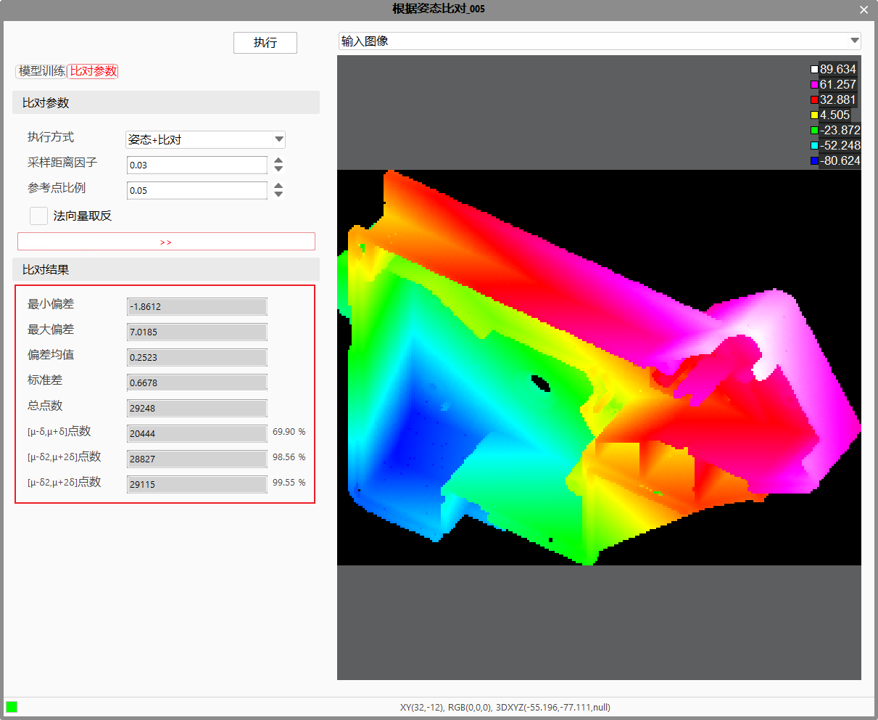 根据姿态比对_005
执行
输入图像
模型训练 比对参数
比对参数
执行方式 姿态+比对
采样距离因子 0.03
参考点比例 0.05
法向量取反
>>
比对结果
最小偏差 -1.8612
最大偏差 7.0185
偏差均值 0.2523
标准差 0.6678
总点数 29248
[μ-δ,μ+δ]点数 20444 69.90 %
[μ-δ2,μ+2δ]点数 28827 98.56 %
[μ-δ2,μ+2δ]点数 29115 99.55 %
89.634
61.257
32.881
4.505
-23.872
-52.248
-80.624
XY(32,-12), RGB(0,0,0), 3DXYZ(-55.196,-77.111,null)